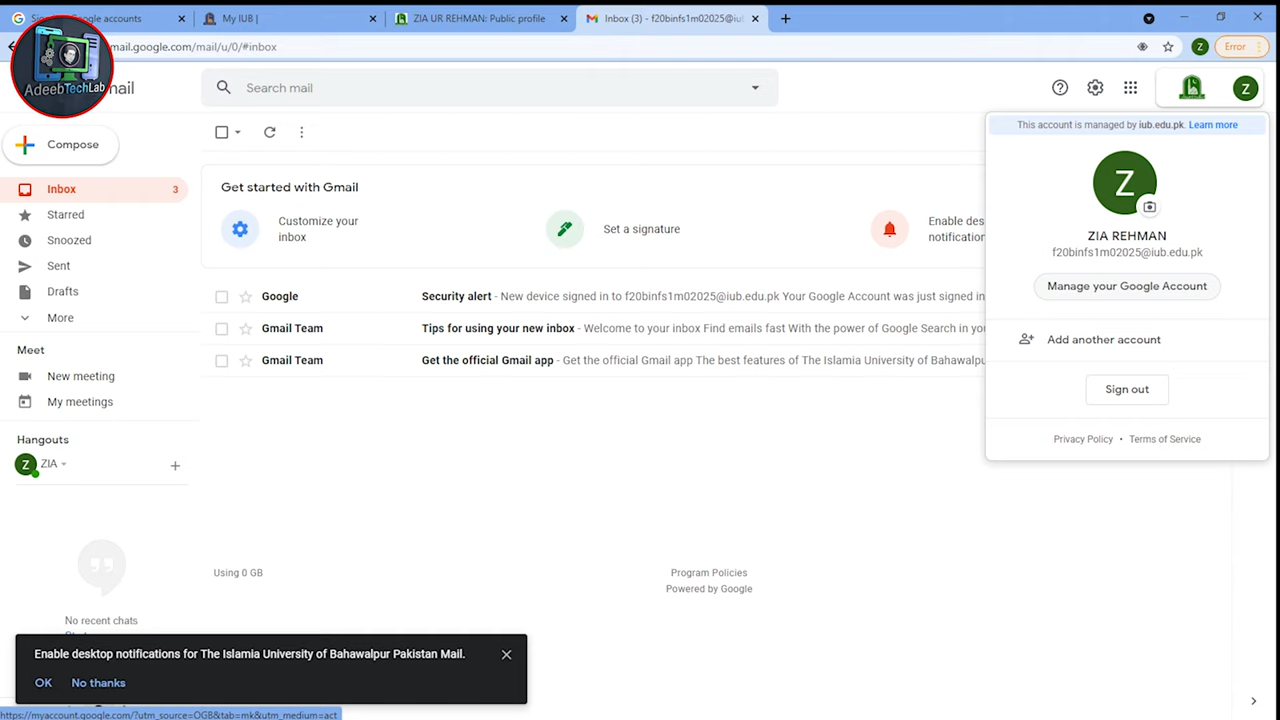 Google accounts
My IUB |
ZIA UR REHMAN: Public profile
Inbox (3) - f20binfs1m02025@iu
mail.google.com/mail/u/0/#inbox
Z
Error
AdeebTechLab
mail
Search mail
Z
Compose
This account is managed by iub.edu.pk. Learn more
Inbox
3
Get started with Gmail
Z
Starred
Customize your
inbox
Set a signature
Enable des
notification
Snoozed
ZIA REHMAN
f20binfs1m02025@iub.edu.pk
Sent
Manage your Google Account
Drafts
Google
Security alert - New device signed in to f20binfs1m02025@iub.edu.pk Your Google Account was just signed in
More
Gmail Team
Tips for using your new inbox - Welcome to your inbox Find emails fast With the power of Google Search in yo
Add another account
Meet
Gmail Team
Get the official Gmail app - Get the official Gmail app The best features of The Islamia University of Bahawalpu
New meeting
Sign out
My meetings
Hangouts
Privacy Policy • Terms of Service
Z
ZIA
Using 0 GB
Program Policies
Powered by Google
No recent chats
Enable desktop notifications for The Islamia University of Bahawalpur Pakistan Mail.
OK
No thanks
https://myaccount.google.com/?utm_source=OGB&tab=mk&utm_medium=act